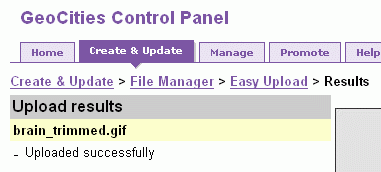 GeoCities Control Panel
Home Create & Update Manage Promote Help
Create & Update > File Manager > Easy Upload > Results
Upload results
brain_trimmed.gif
- Uploaded successfully